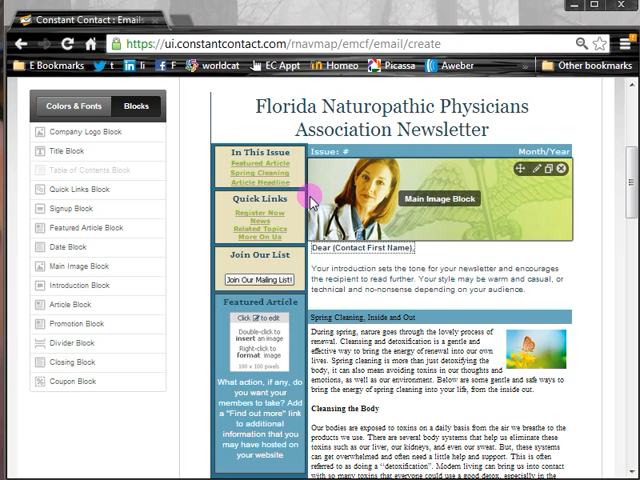 Constant Contact : Emails
https://ui.constantcontact.com/rnavmap/emcf/email/create
E Bookmarks
t
li
F
worldcat
EC Appt
Homeo
Picassa
Aweber
»
Other bookmarks
Colors & Fonts
Blocks
Company Logo Block
Title Block
Table of Contents Block
Quick Links Block
Signup Block
Featured Article Block
Date Block
Main Image Block
Introduction Block
Article Block
Promotion Block
Divider Block
Closing Block
Coupon Block
Florida Naturopathic Physicians
Association Newsletter
In This Issue
Featured Article
Spring Cleaning
Article Headline
Quick Links
Register Now
News
Related Topics
More On Us
Join Our List
Join Our Mailing List!
Featured Article
Click to edit
Double-click to
insert an image
Right-click to
format image
100 x 100 pixels
What action, if any, do
you want your
members to take? Add
a "Find out more" link
to additional
information that you
may have hosted on
your website
Issue: #
Month/Year
Main Image Block
Dear (Contact First Name),
Your introduction sets the tone for your newsletter and encourages
the recipient to read further. Your style may be warm and casual, or
technical and no-nonsense depending on your audience.
Spring Cleaning, Inside and Out
During spring, nature goes through the lovely process of
renewal. Cleansing and detoxification is a gentle and
effective way to bring the energy of renewal into our own
lives. Spring cleaning is more than just detoxifying the
body, it can also mean avoiding toxins in our thoughts and
emotions, as well as our environment. Below are some gentle and safe ways to
bring the energy of spring cleaning into your life, from the inside out.
Cleansing the Body
Our bodies are exposed to toxins on a daily basis from the air we breathe to the
products we use. There are several body systems that help us eliminate these
toxins such as our liver, our kidneys, and even our sweat. But, these systems
can get overwhelmed and often need a little help and support. This is often
referred to as doing a "detoxification". Modern living can bring us into contact
with so many toxins that everyone could use a good detox, especially in the